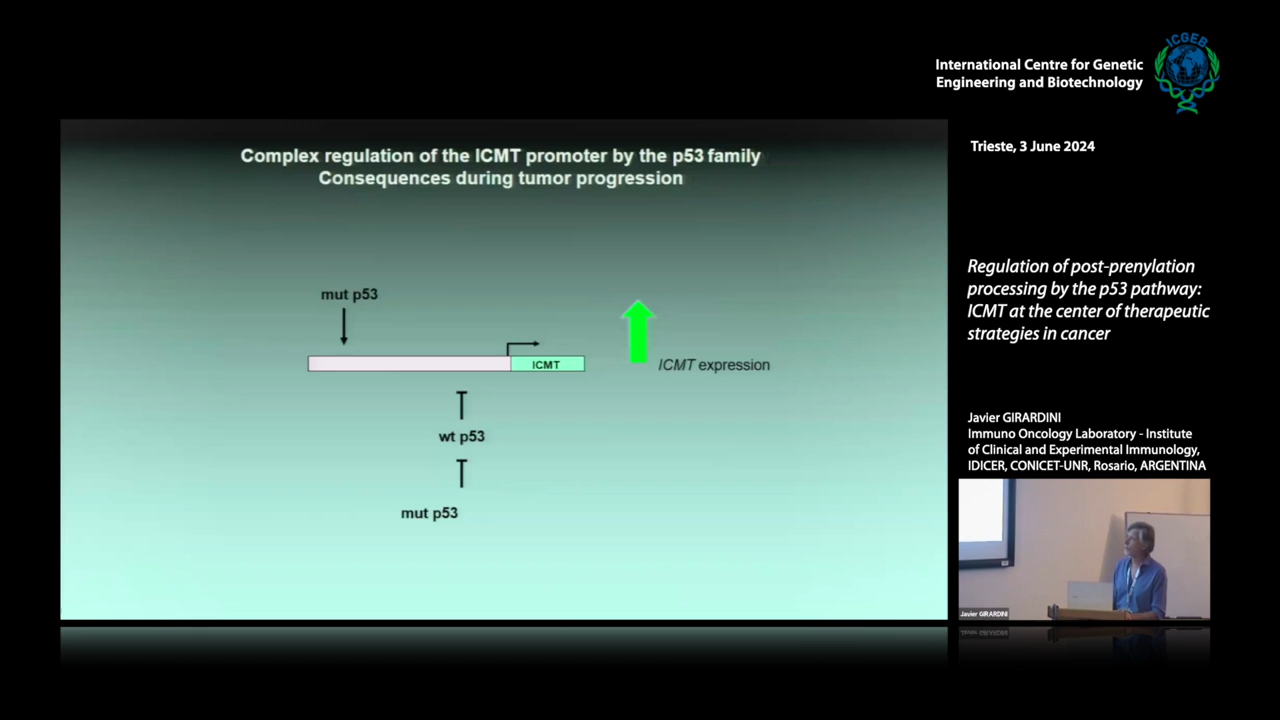 ICGEB
International Centre for Genetic
Engineering and Biotechnology
Trieste, 3 June 2024
Complex regulation of the ICMT promoter by the p53 family
Consequences during tumor progression
mut p53
ICMT
ICMT expression
wt p53
mut p53
Regulation of post-prenylation
processing by the p53 pathway:
ICMT at the center of therapeutic
strategies in cancer
Javier GIRARDINI
Immuno Oncology Laboratory - Institute
of Clinical and Experimental Immunology,
IDICER, CONICET-UNR, Rosario, ARGENTINA
Javier GIRARDINI